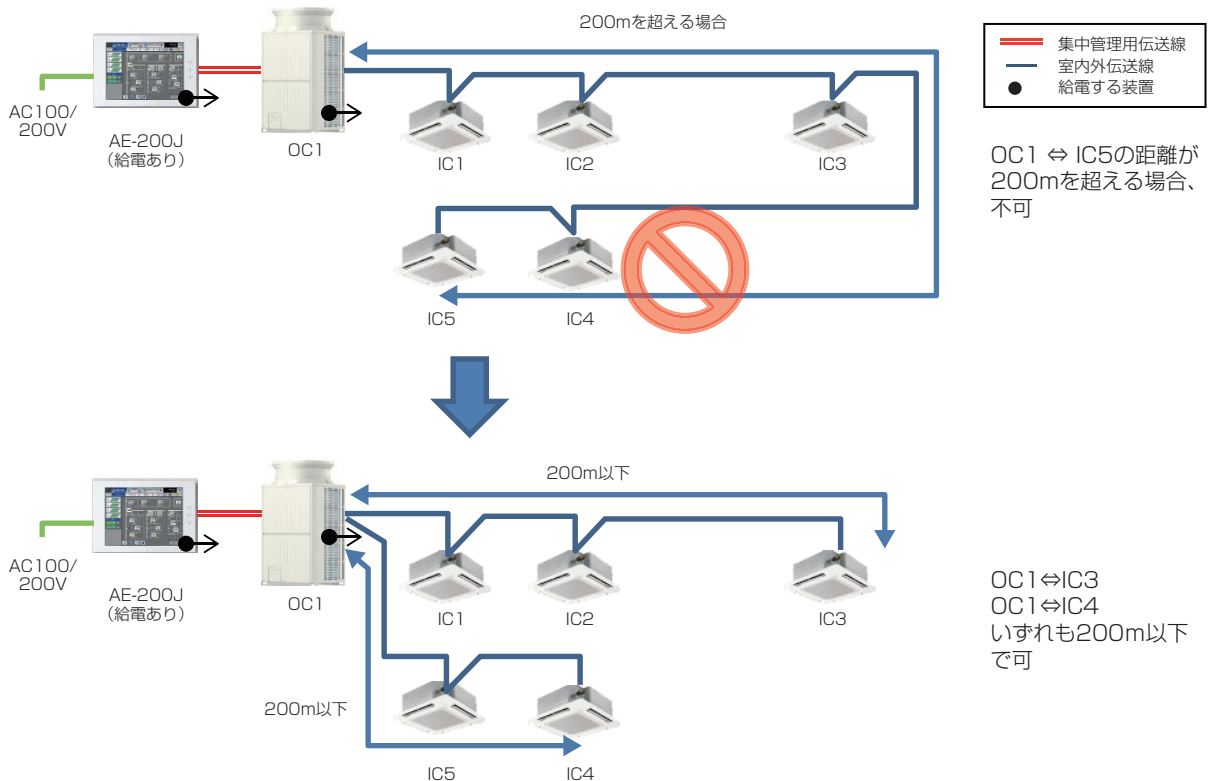 200mを超える場合
集中管理用伝送線
室内外伝送線
給電する装置
AC100/
200V
AE-200J
（給電あり）
OC1
IC1
IC2
IC3
OC1 ⇔ IC5の距離が
200mを超える場合、
不可
IC5
IC4
200m以下
AC100/
200V
AE-200J
（給電あり）
OC1
IC1
IC2
IC3
OC1⇔IC3
OC1⇔IC4
いずれも200m以下
で可
200m以下
IC5
IC4